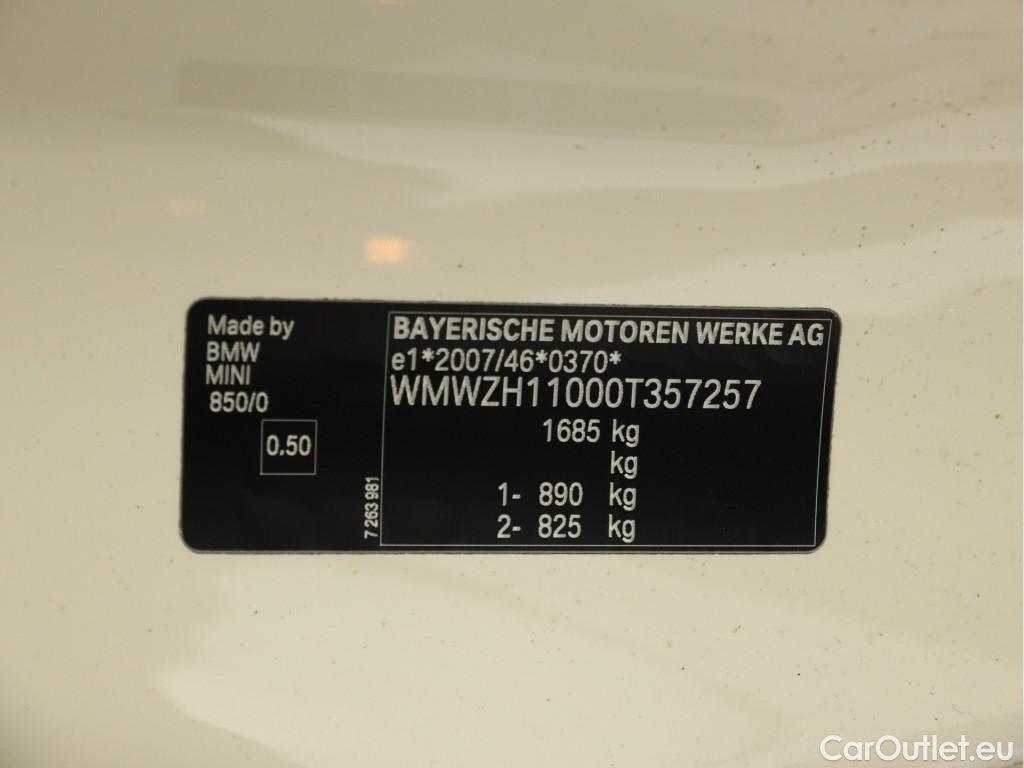 Made by
BMW
MINI
850/0
0.50
7 263 981
BAYERISCHE MOTOREN WERKE AG
e1*2007/46*0370*
WMWZH11000T357257
1685 kg
kg
1- 890 kg
2- 825 kg
CarOutlet.eu